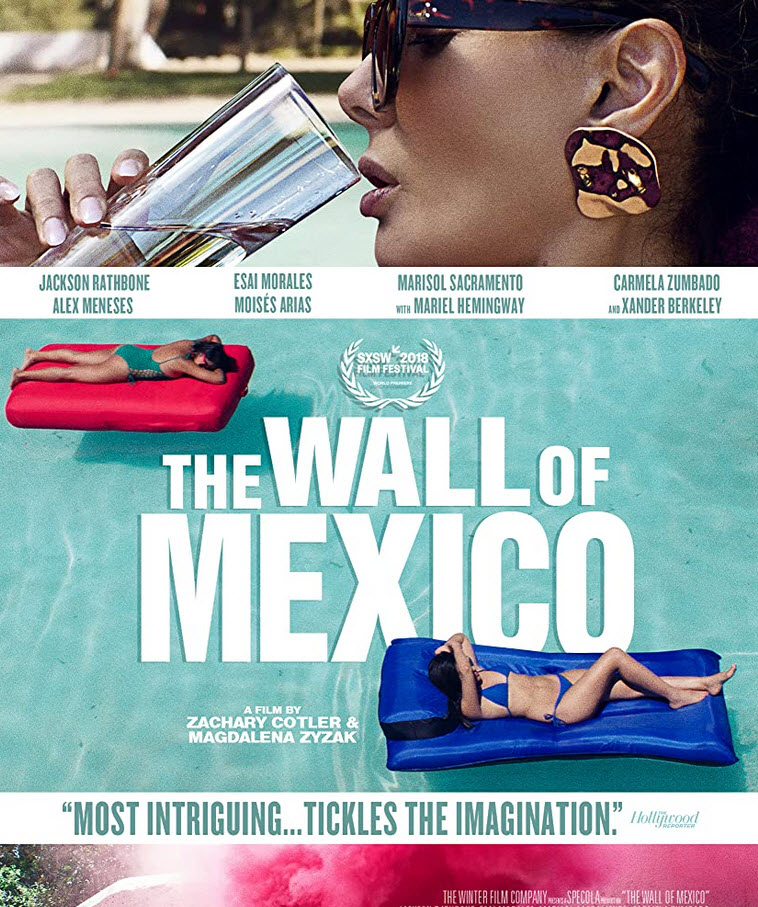 JACKSON RATHBONE ESAI MORALES MARISOL SACRAMENTO CARMELA ZUMBADO
ALEX MENESES MOISÉS ARIAS WITH MARIEL HEMINGWAY AND XANDER BERKELEY
SXSW 2018
FILM FESTIVAL
WORLD PREMIERE
THE WALL OF
MEXICO
A FILM BY
ZACHARY COTLER &
MAGDALENA ZYZAK
“MOST INTRIGUING...TICKLES THE IMAGINATION.” THE Hollywood REPORTER
THE WINTER FILM COMPANY PRESENTS A SPECOLA PRODUCTION "THE WALL OF MEXICO"